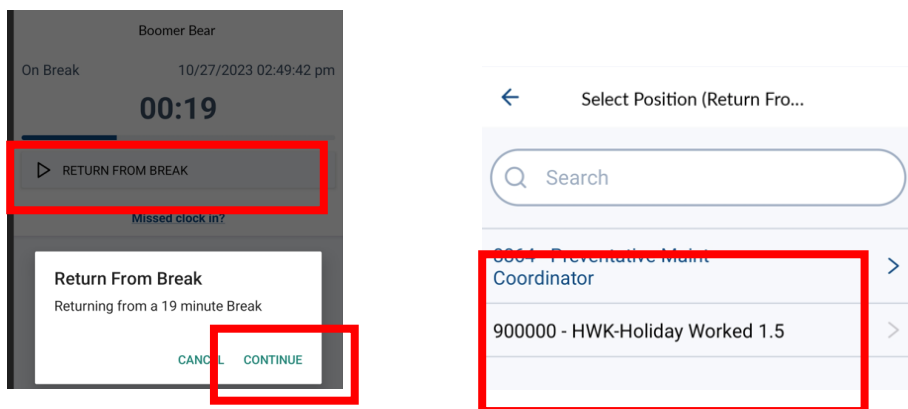 Boomer Bear
On Break 10/27/2023 02:49:42 pm
00:19
RETURN FROM BREAK
Missed clock in?
Return From Break
Returning from a 19 minute Break
CANCEL CONTINUE
Select Position (Return Fro...
Search
- Preventative Maint
Coordinator
900000 - HWK-Holiday Worked 1.5